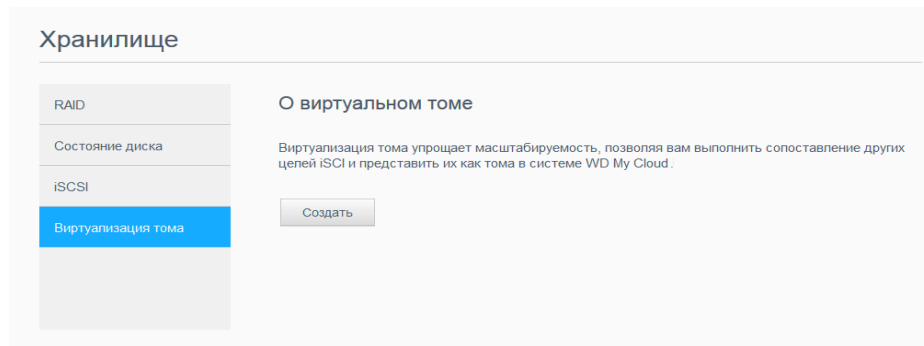 Хранилище
RAID
Состояние диска
iSCSI
Виртуализация тома
О виртуальном томе
Виртуализация тома упрощает масштабируемость, позволяя вам выполнить сопоставление других
целей iSCI и представить их как тома в системе WD My Cloud.
Создать